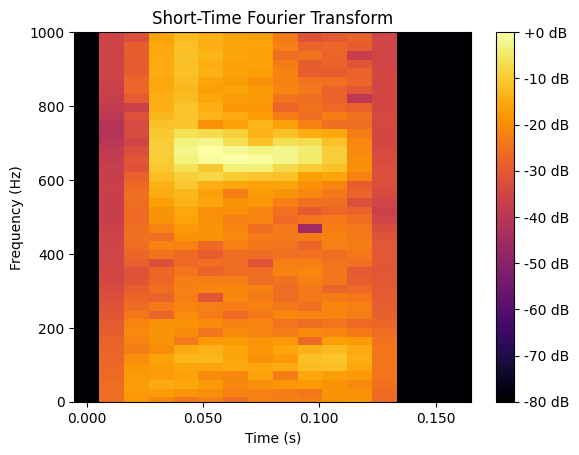 Short-Time Fourier Transform
Frequency (Hz)
1000
800
600
400
200
0
0.000
0.050
0.100
0.150
Time (s)
+0 dB
-10 dB
-20 dB
-30 dB
-40 dB
-50 dB
-60 dB
-70 dB
-80 dB